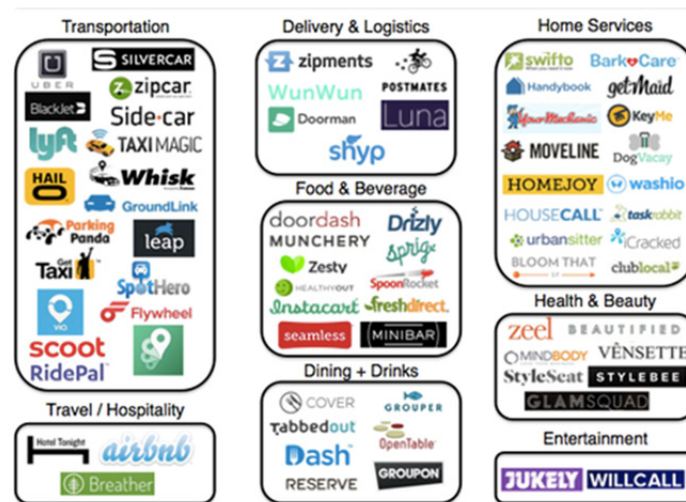 Transportation
UBER
SILVERCAR
zipcar
BlackJet
Side·car
lyft
TAXI MAGIC
HAIL
Whisk
GroundLink
Parking Panda
leap
Get Taxi
SpotHero
VIA
Flywheel
scoot
RidePal
Travel / Hospitality
Hotel Tonight
airbnb
Breather
Delivery & Logistics
zipments
WunWun
POSTMATES
Doorman
Luna
shyp
Food & Beverage
doordash
Drizly
MUNCHERY
sprig
Zesty
HEALTHYOUT
SpoonRocket
Instacart
freshdirect
seamless
MINIBAR
Dining + Drinks
COVER
GROUPER
Tabbedout
OpenTable
Dash
RESERVE
GROUPON
Home Services
swifto
Bark Care
Handybook
getMaid
YourMechanic
KeyMe
MOVELINE
DogVacay
HOMEJOY
washio
HOUSECALL
taskrabbit
urbansitter
iCracked
BLOOM THAT
clublocal
Health & Beauty
zeel
BEAUTIFIED
MINDBODY
VÊNSETTE
StyleSeat
STYLEBEE
GLAMSQUAD
Entertainment
JUKELY
WILLCALL